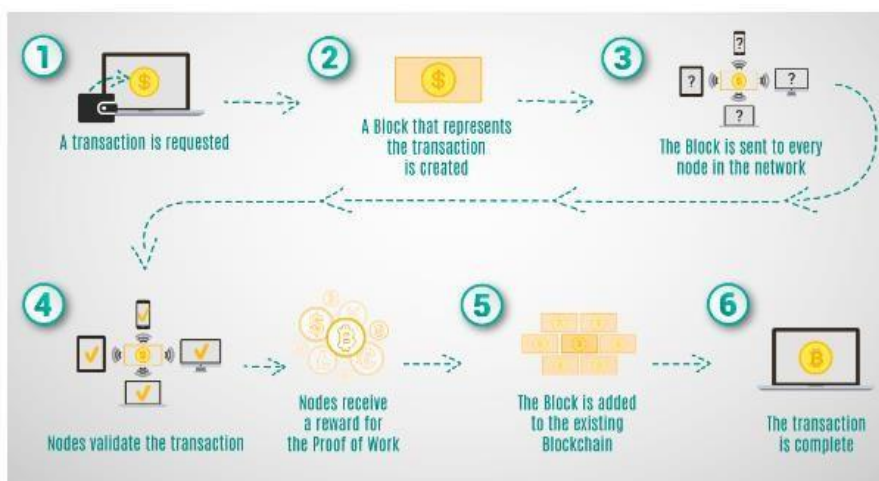 1
A transaction is requested
2
A Block that represents
the transaction
is created
3
The Block is sent to every
node in the network
4
Nodes validate the transaction
Nodes receive
a reward for
the Proof of Work
5
The Block is added
to the existing
Blockchain
6
The transaction
is complete